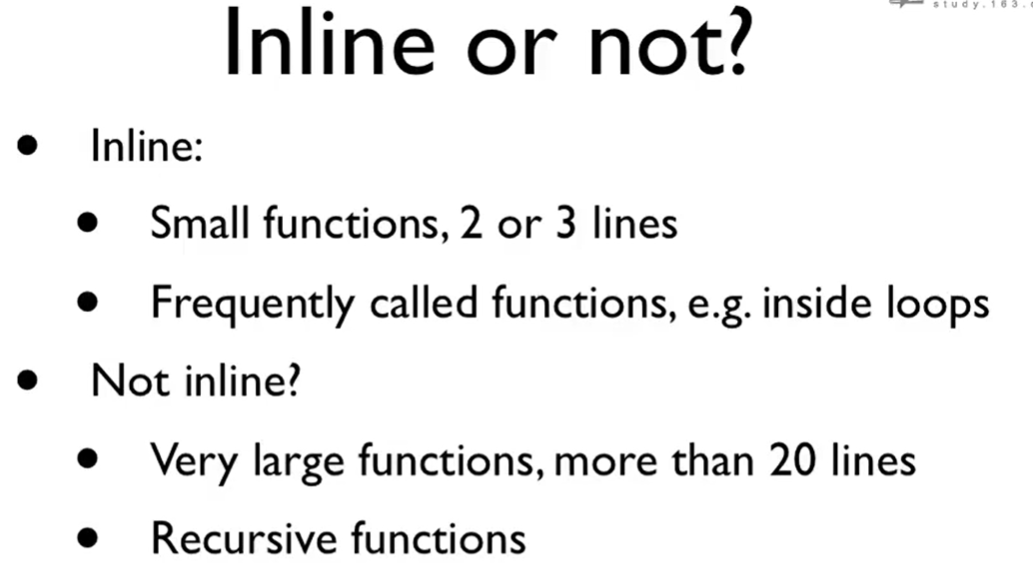 study.163.
Inline or not?
• Inline:
• Small functions, 2 or 3 lines
• Frequently called functions, e.g. inside loops
• Not inline?
• Very large functions, more than 20 lines
• Recursive functions